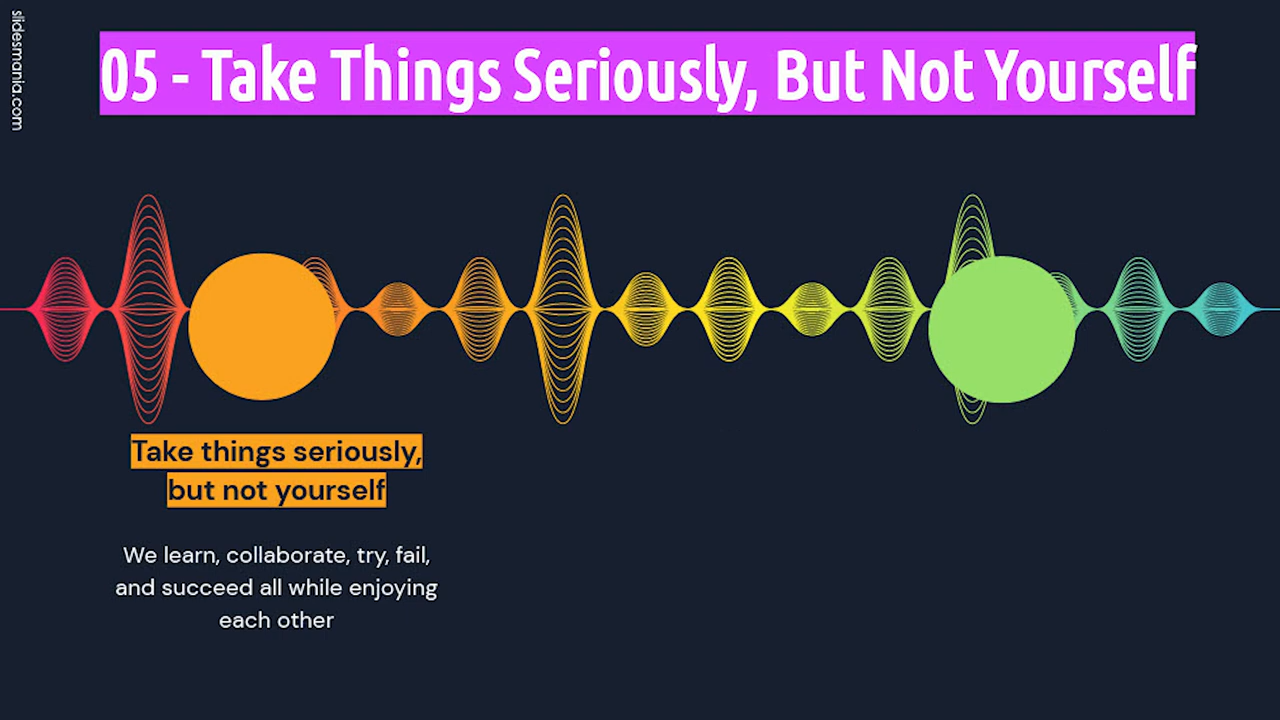 slidesmania.com
05 - Take Things Seriously, But Not Yourself
Take things seriously,
but not yourself
We learn, collaborate, try, fail,
and succeed all while enjoying
each other